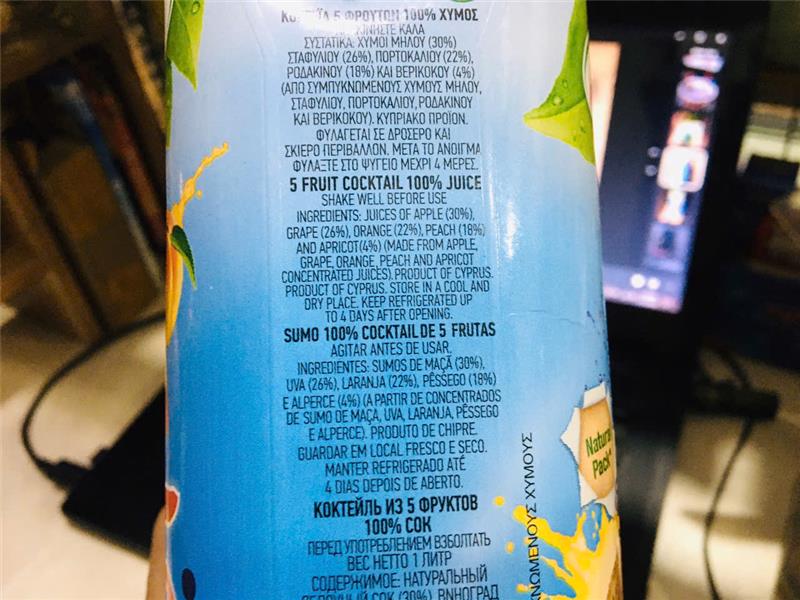 5 ΦΡΟΥΤΩΝ 100% ΧΥΜΟΣ
ΚΑΛΑ
ΣΥΣΤΑΤΙΚΑ: ΧΥΜΟΙ ΜΗΛΟΥ (30%)
ΣΤΑΦΥΛΙΟΥ (26%), ΠΟΡΤΟΚΑΛΙΟΥ (22%),
ΡΟΔΑΚΙΝΟΥ (18%) ΚΑΙ ΒΕΡΙΚΟΚΟΥ (4%)
(ΑΠΟ ΣΥΜΠΥΚΝΩΜΕΝΟΥΣ ΧΥΜΟΥΣ ΜΗΛΟΥ,
ΣΤΑΦΥΛΙΟΥ, ΠΟΡΤΟΚΑΛΙΟΥ, ΡΟΔΑΚΙΝΟΥ
ΚΑΙ ΒΕΡΙΚΟΚΟΥ). ΚΥΠΡΙΑΚΟ ΠΡΟΪΟΝ.
ΦΥΛΑΓΕΤΑΙ ΣΕ ΔΡΟΣΕΡΟ ΚΑΙ
ΣΚΙΕΡΟ ΠΕΡΙΒΑΛΛΟΝ. ΜΕΤΑ ΤΟ ΑΝΟΙΓΜΑ
ΦΥΛΑΞΤΕ ΣΤΟ ΨΥΓΕΙΟ ΜΕΧΡΙ 4 ΜΕΡΕΣ.
5 FRUIT COCKTAIL 100% JUICE
SHAKE WELL BEFORE USE
INGREDIENTS: JUICES OF APPLE (30%),
GRAPE (26%), ORANGE (22%), PEACH (18%)
AND APRICOT(4%) (MADE FROM APPLE,
GRAPE, ORANGE, PEACH AND APRICOT
CONCENTRATED JUICES). PRODUCT OF CYPRUS.
PRODUCT OF CYPRUS. STORE IN A COOL AND
DRY PLACE. KEEP REFRIGERATED UP
TO 4 DAYS AFTER OPENING.
SUMO 100% COCKTAIL DE 5 FRUTAS
AGITAR ANTES DE USAR.
INGREDIENTES: SUMOS DE MAÇÃ (30%),
UVA (26%), LARANJA (22%), PÊSSEGO (18%)
E ALPERCE (4%) (A PARTIR DE CONCENTRADOS
DE SUMO DE MAÇA, UVA, LARANJA, PÊSSEGO
E ALPERCE). PRODUTO DE CHIPRE.
GUARDAR EM LOCAL FRESCO E SECO.
MANTER REFRIGERADO ATÉ
4 DIAS DEPOIS DE ABERTO.
КОКТЕЙЛЬ ИЗ 5 ФРУКТОВ
100% СОК
ПЕРЕД УПОТРЕБЛЕНИЕМ ВЗБОЛТАТЬ
ВЕС НЕТТО 1 ЛИТР
СОДЕРЖИМОЕ: НАТУРАЛЬНЫЙ
ЯБЛОЧНЫЙ СОК (30%), ВИНОГРАД
ΧΥΜΟΥΣ
Natural
Pack